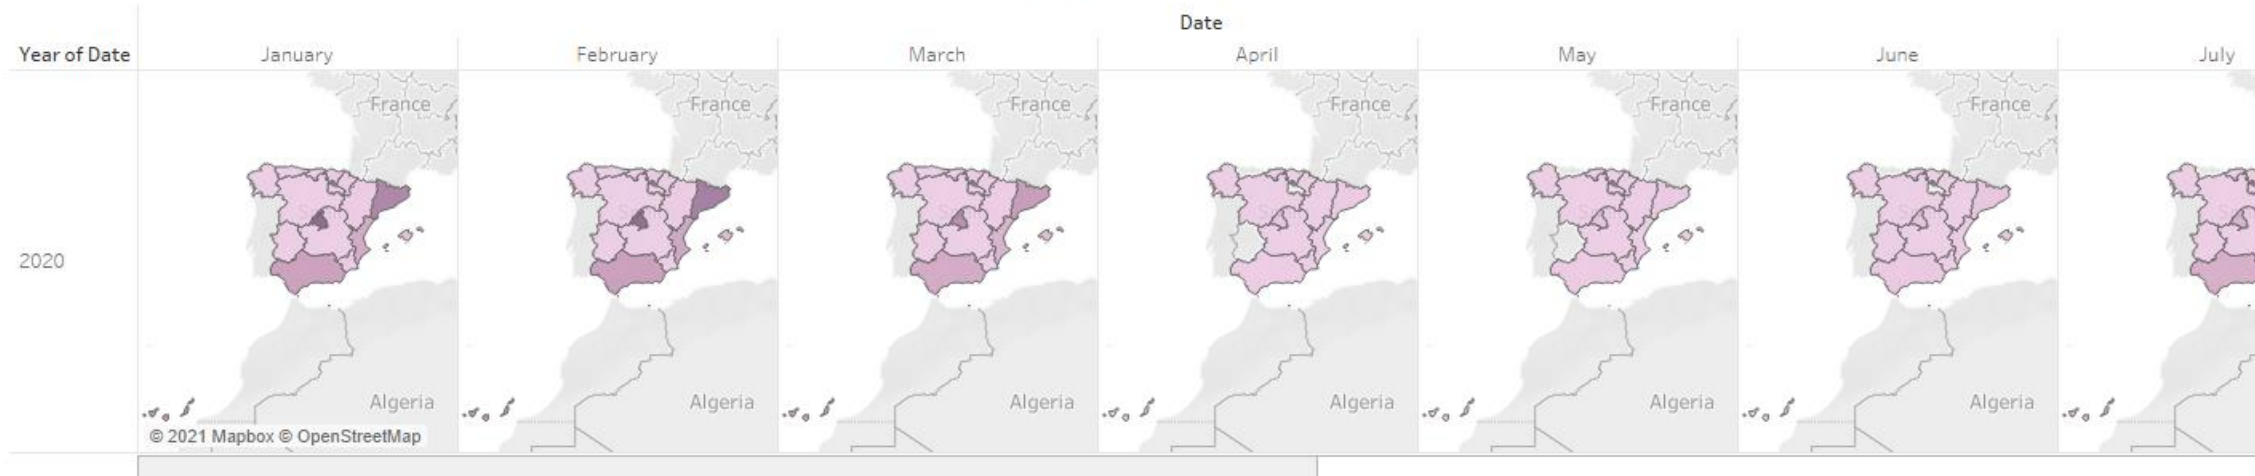 Date
Year of Date January February March April May June July
France France France France France France
2020
Algeria Algeria Algeria Algeria Algeria Algeria
© 2021 Mapbox © OpenStreetMap